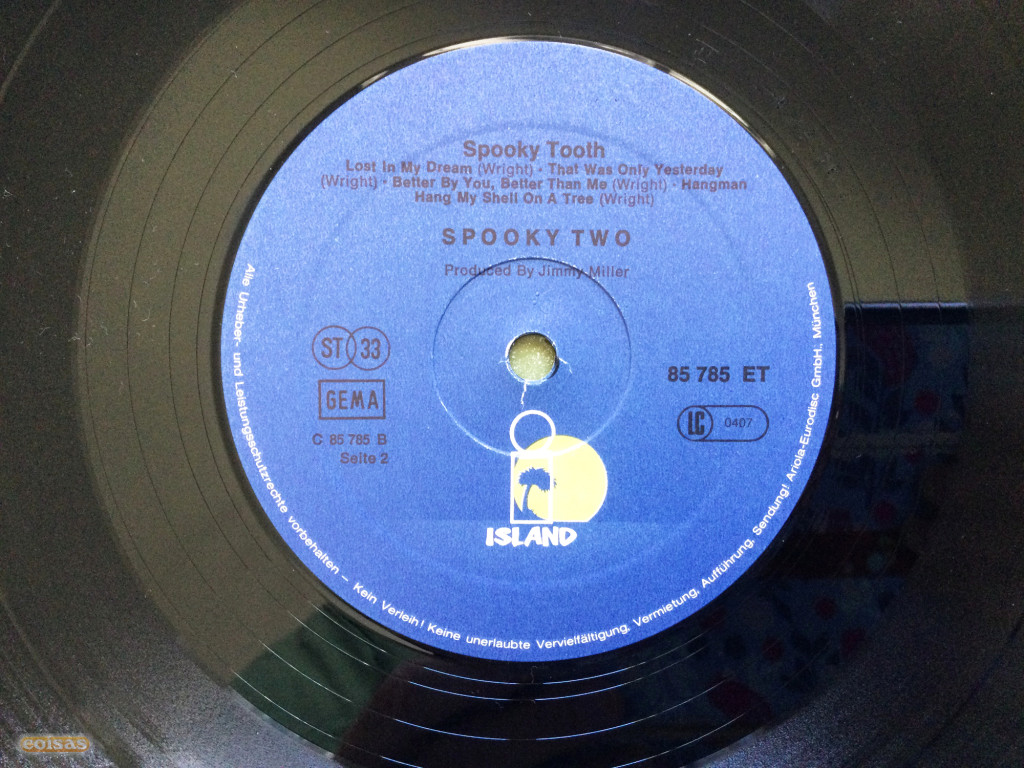 Spooky Tooth
Lost In My Dream (Wright) · That Was Only Yesterday
(Wright) · Better By You, Better Than Me (Wright) · Hangman
Hang My Shell On A Tree (Wright)
SPOOKY TWO
Produced By Jimmy Miller
ST 33
GEMA
C 85 785 B
Seite 2
85 785 ET
LC 0407
ISLAND
Alle Urheber- und Leistungsschutzrechte vorbehalten – Kein Verleih! Keine unerlaubte Vervielfältigung, Vermietung, Aufführung, Sendung! Ariola-Eurodisc GmbH, München
eoisas